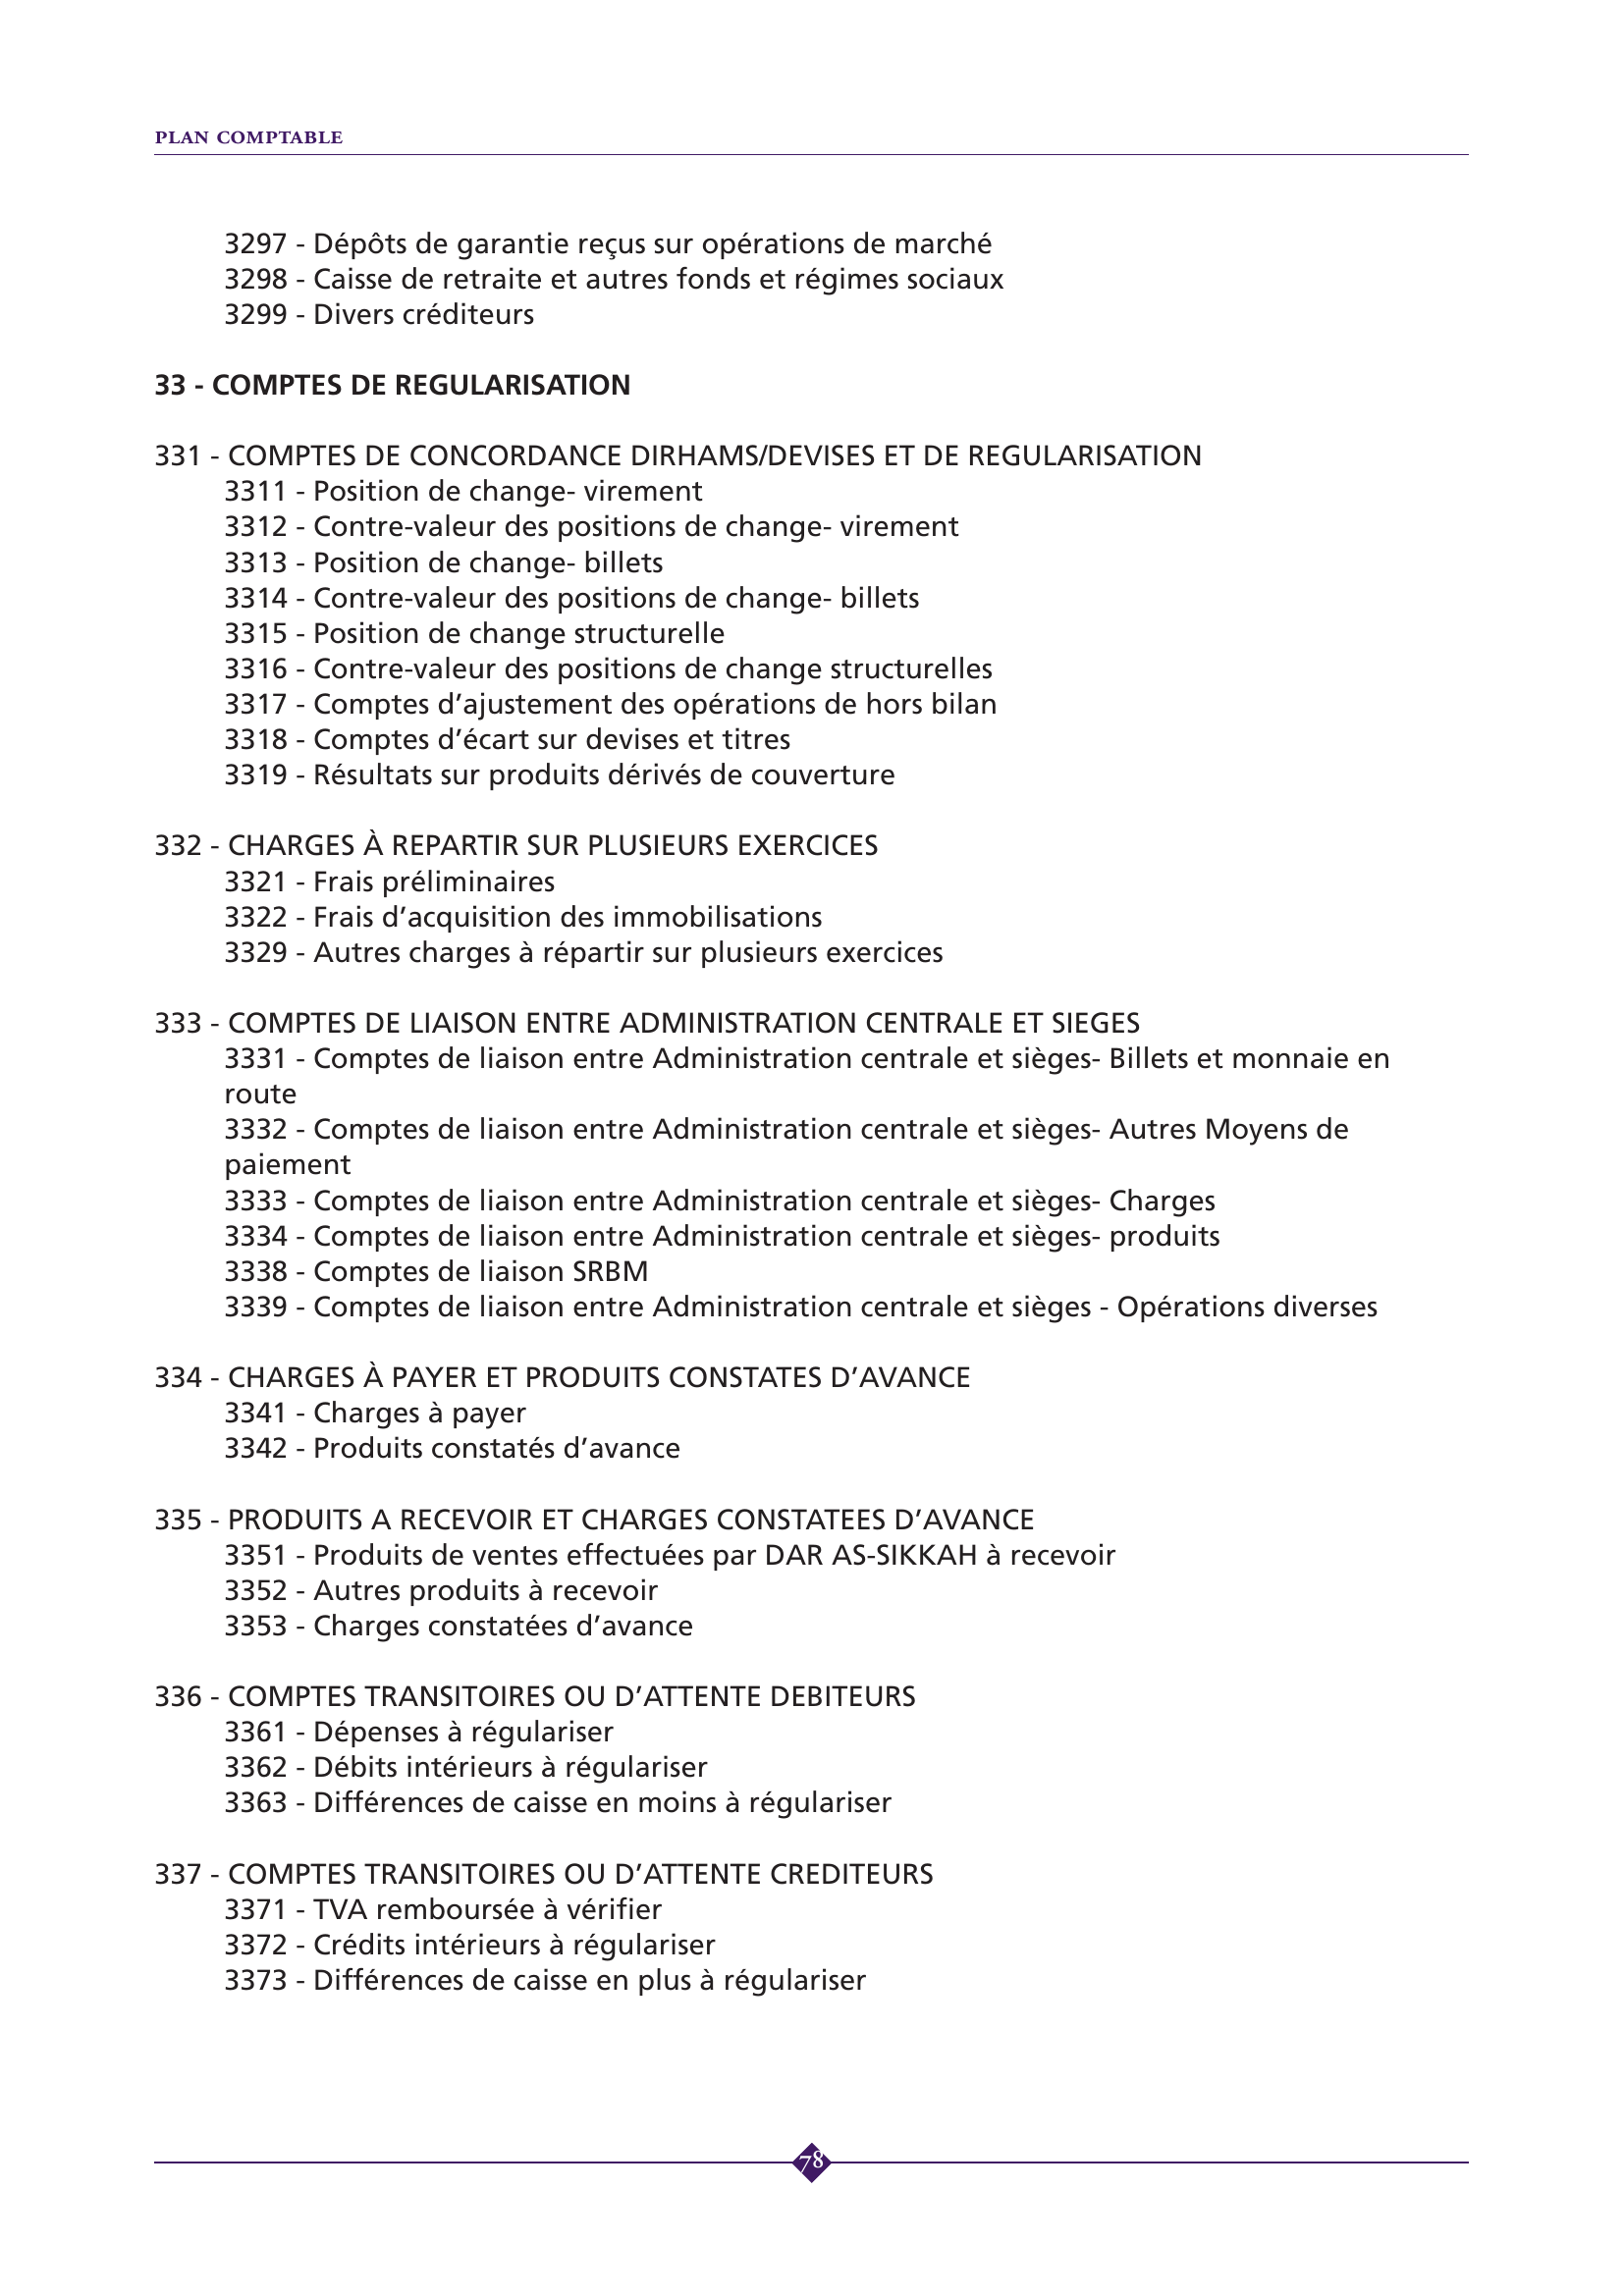 PLAN COMPTABLE
3297 - Dépôts de garantie reçus sur opérations de marché
3298 - Caisse de retraite et autres fonds et régimes sociaux
3299 - Divers créditeurs
33 - COMPTES DE REGULARISATION
331 - COMPTES DE CONCORDANCE DIRHAMS/DEVISES ET DE REGULARISATION
3311 - Position de change- virement
3312 - Contre-valeur des positions de change- virement
3313 - Position de change- billets
3314 - Contre-valeur des positions de change- billets
3315 - Position de change structurelle
3316 - Contre-valeur des positions de change structurelles
3317 - Comptes d’ajustement des opérations de hors bilan
3318 - Comptes d’écart sur devises et titres
3319 - Résultats sur produits dérivés de couverture
332 - CHARGES À REPARTIR SUR PLUSIEURS EXERCICES
3321 - Frais préliminaires
3322 - Frais d’acquisition des immobilisations
3329 - Autres charges à répartir sur plusieurs exercices
333 - COMPTES DE LIAISON ENTRE ADMINISTRATION CENTRALE ET SIEGES
3331 - Comptes de liaison entre Administration centrale et sièges- Billets et monnaie en
route
3332 - Comptes de liaison entre Administration centrale et sièges- Autres Moyens de
paiement
3333 - Comptes de liaison entre Administration centrale et sièges- Charges
3334 - Comptes de liaison entre Administration centrale et sièges- produits
3338 - Comptes de liaison SRBM
3339 - Comptes de liaison entre Administration centrale et sièges - Opérations diverses
334 - CHARGES À PAYER ET PRODUITS CONSTATES D’AVANCE
3341 - Charges à payer
3342 - Produits constatés d’avance
335 - PRODUITS A RECEVOIR ET CHARGES CONSTATEES D’AVANCE
3351 - Produits de ventes effectuées par DAR AS-SIKKAH à recevoir
3352 - Autres produits à recevoir
3353 - Charges constatées d’avance
336 - COMPTES TRANSITOIRES OU D’ATTENTE DEBITEURS
3361 - Dépenses à régulariser
3362 - Débits intérieurs à régulariser
3363 - Différences de caisse en moins à régulariser
337 - COMPTES TRANSITOIRES OU D’ATTENTE CREDITEURS
3371 - TVA remboursée à vérifier
3372 - Crédits intérieurs à régulariser
3373 - Différences de caisse en plus à régulariser
78